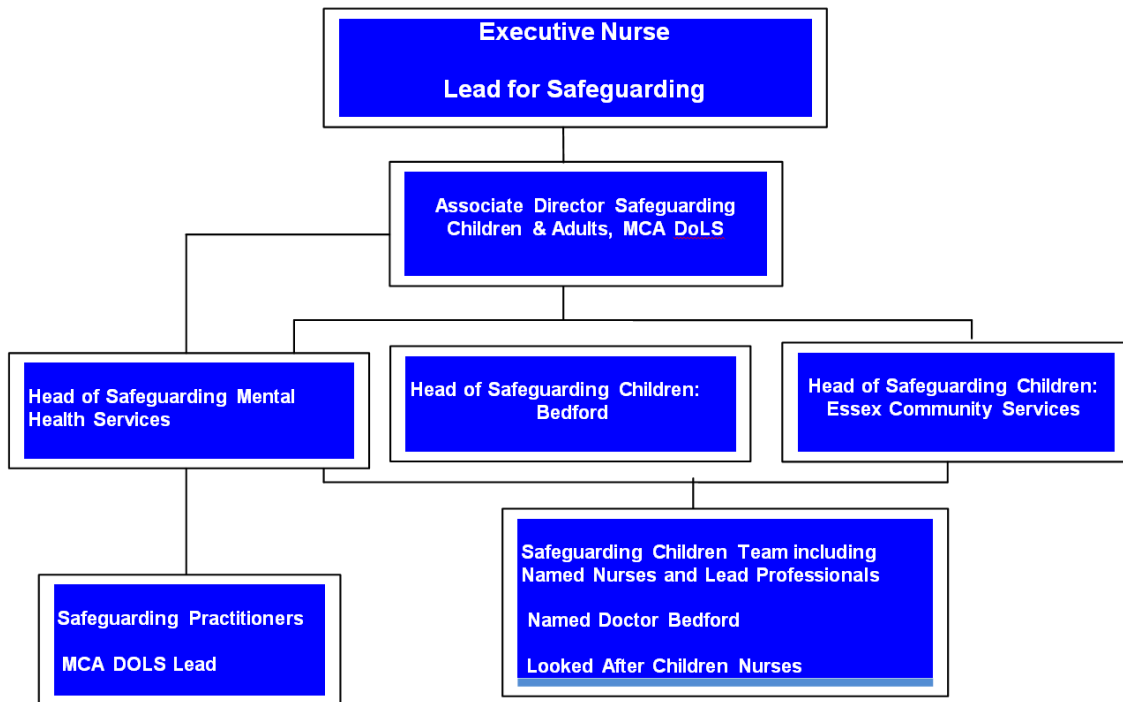 Executive Nurse
Lead for Safeguarding
Associate Director Safeguarding
Children & Adults, MCA DoLS
Head of Safeguarding Mental
Health Services
Head of Safeguarding Children:
Bedford
Head of Safeguarding Children:
Essex Community Services
Safeguarding Practitioners
MCA DOLS Lead
Safeguarding Children Team including
Named Nurses and Lead Professionals
Named Doctor Bedford
Looked After Children Nurses